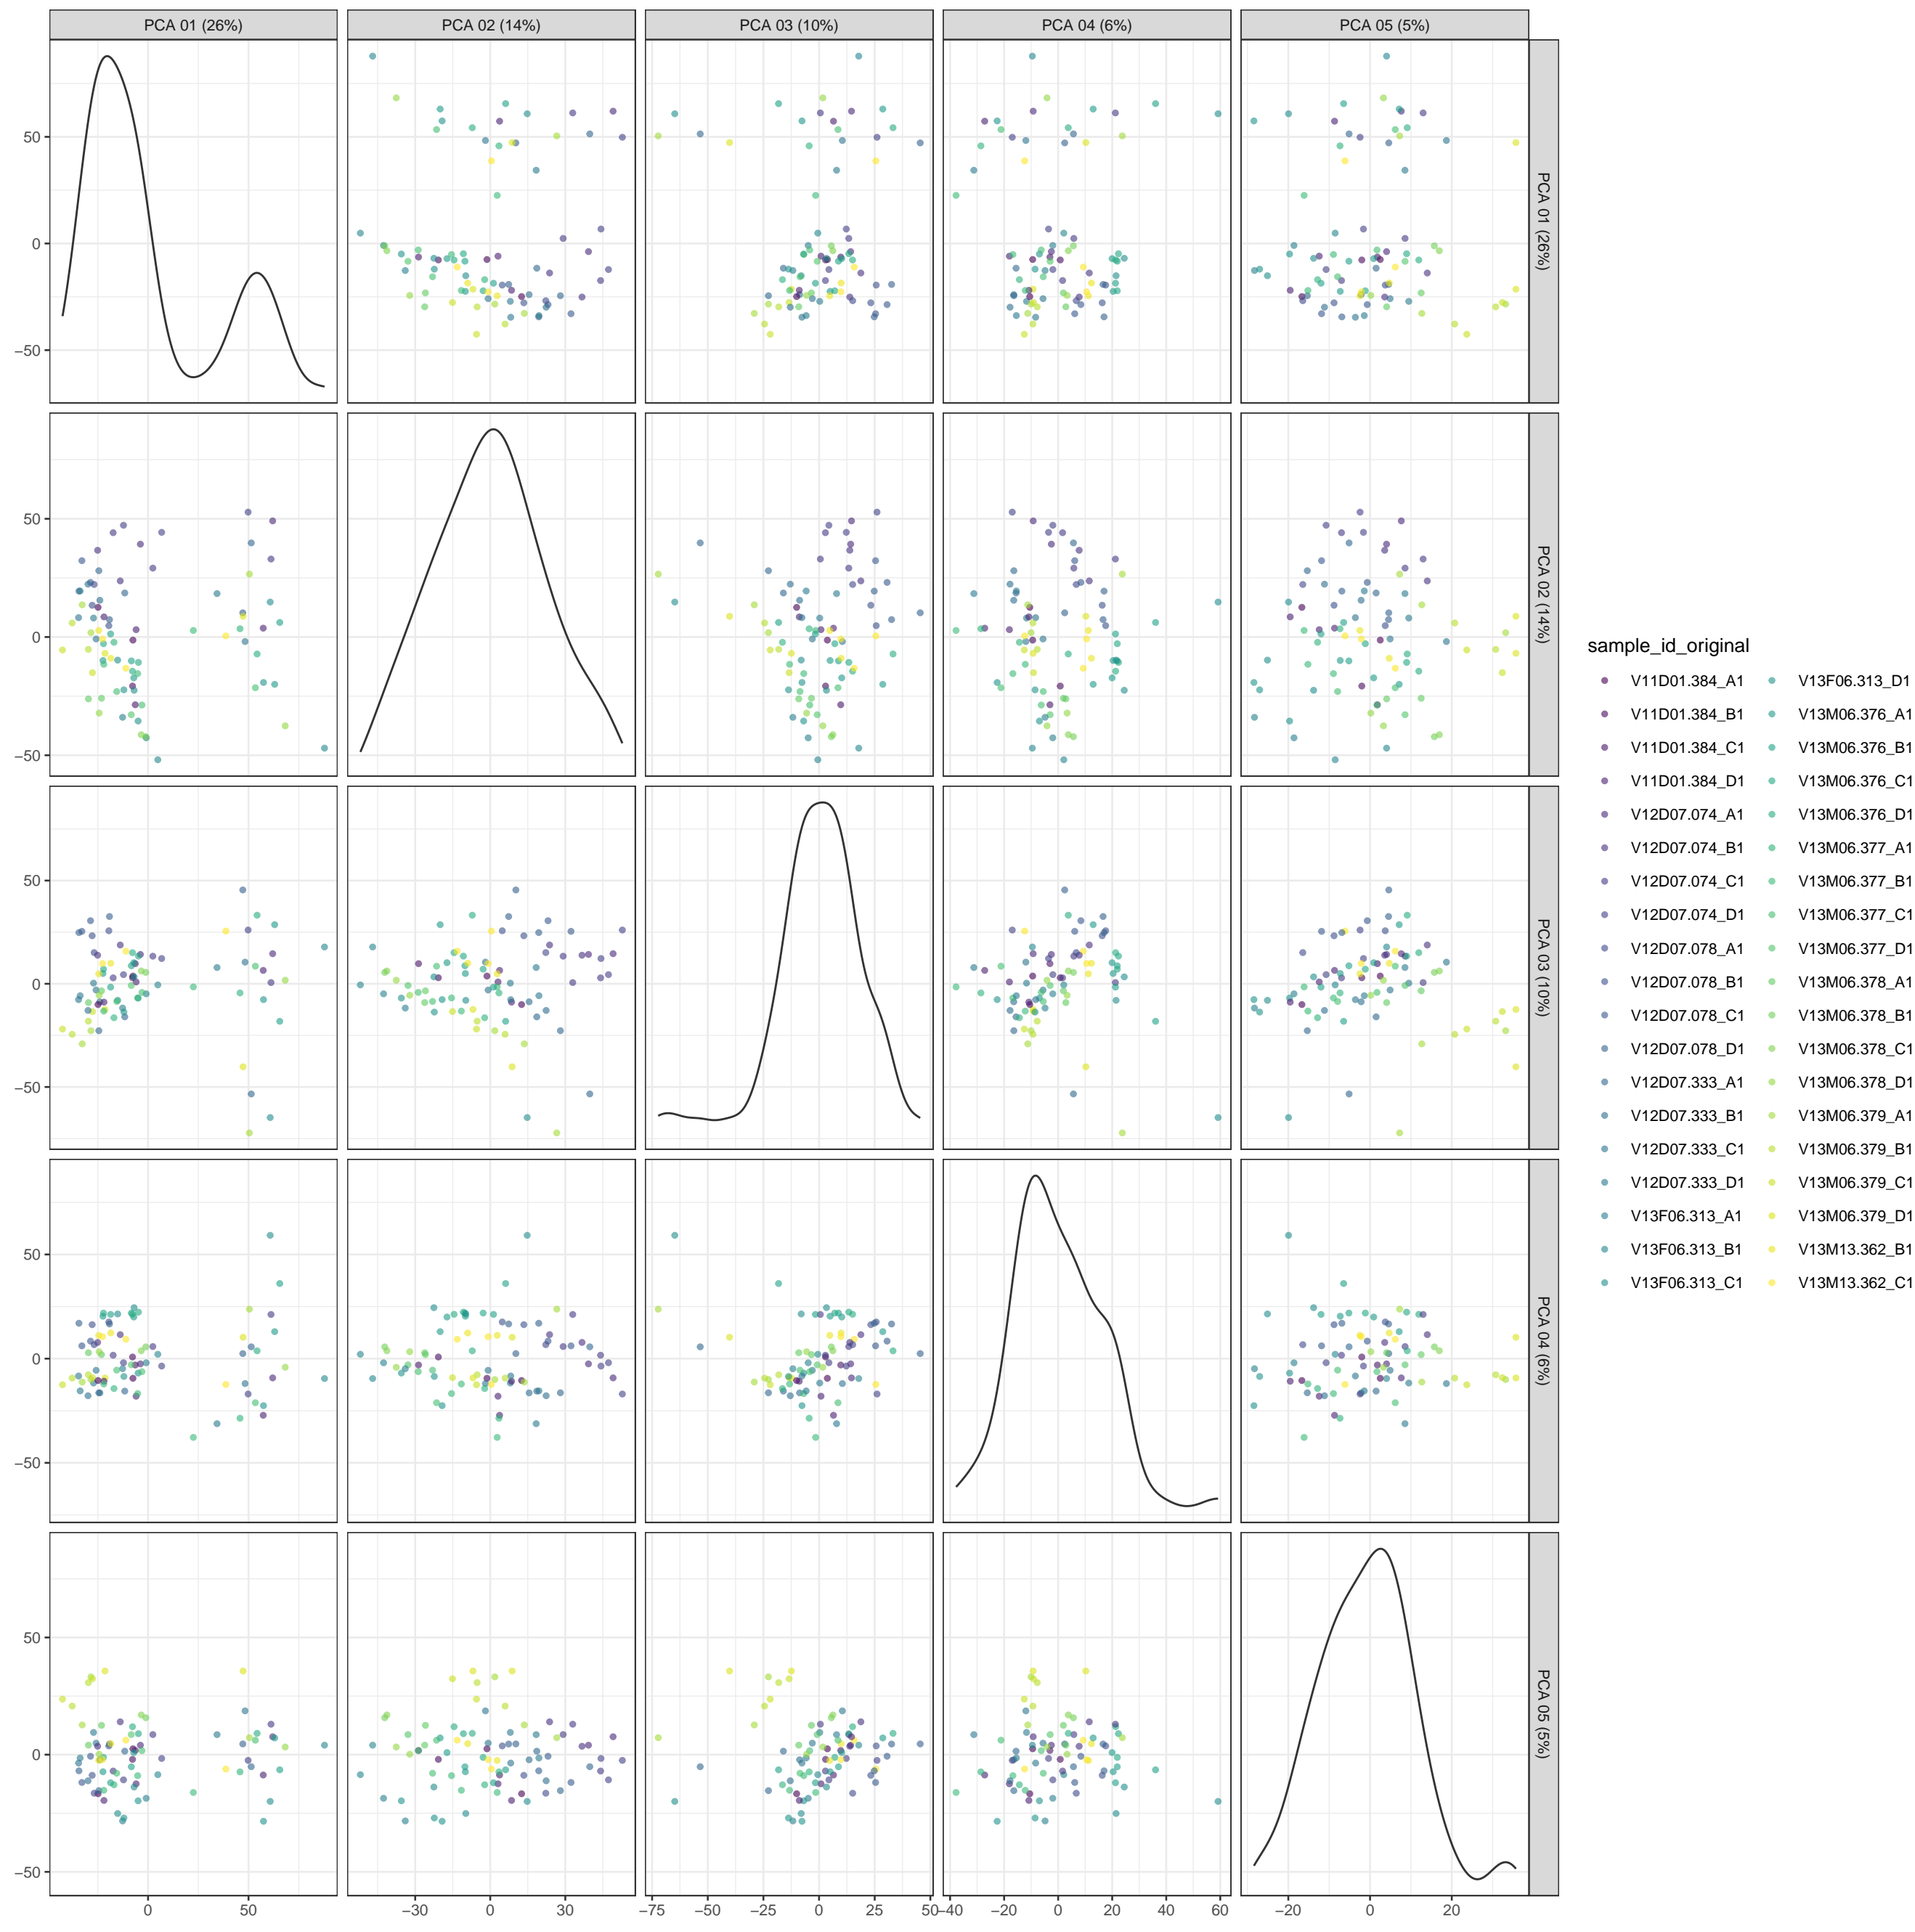 PCA 01 (26%) PCA 02 (14%) PCA 03 (10%) PCA 04 (6%) PCA 05 (5%)
50
0
−50
PCA 01 (26%)
50
0
−50
PCA 02 (14%)
50
0
−50
PCA 03 (10%)
50
0
−50
PCA 04 (6%)
50
0
−50
PCA 05 (5%)
0 50 −30 0 30 −75 −50 −25 0 25 50 −40 −20 0 20 40 60 −20 0 20
sample_id_original
V11D01.384_A1 V13F06.313_D1
V11D01.384_B1 V13M06.376_A1
V11D01.384_C1 V13M06.376_B1
V11D01.384_D1 V13M06.376_C1
V12D07.074_A1 V13M06.376_D1
V12D07.074_B1 V13M06.377_A1
V12D07.074_C1 V13M06.377_B1
V12D07.074_D1 V13M06.377_C1
V12D07.078_A1 V13M06.377_D1
V12D07.078_B1 V13M06.378_A1
V12D07.078_C1 V13M06.378_B1
V12D07.078_D1 V13M06.378_C1
V12D07.333_A1 V13M06.378_D1
V12D07.333_B1 V13M06.379_A1
V12D07.333_C1 V13M06.379_B1
V12D07.333_D1 V13M06.379_C1
V13F06.313_A1 V13M06.379_D1
V13F06.313_B1 V13M13.362_B1
V13F06.313_C1 V13M13.362_C1